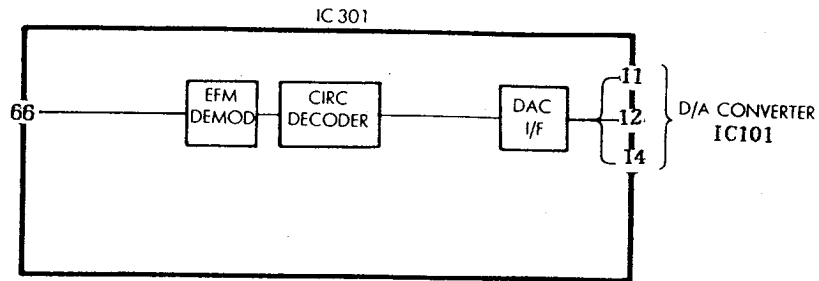 IC 301
66
EFM
DEMOD
CIRC
DECODER
DAC
I/F
11
12
14
D/A CONVERTER
IC101